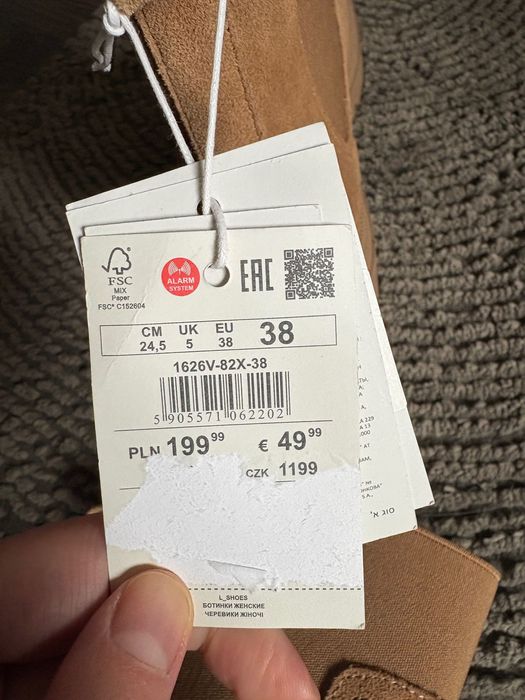 FSC
MIX
Paper
FSC® C152604
ALARM
SYSTEM
EAC
CM UK EU 38
24,5 5 38
1626V-82X-38
5 905571 062202
PLN 199 99 € 49 99
CZK 1199
L_SHOES
БОТИНКИ ЖЕНСКИЕ
ЧЕРЕВИКИ ЖІНОЧІ
סוג א'